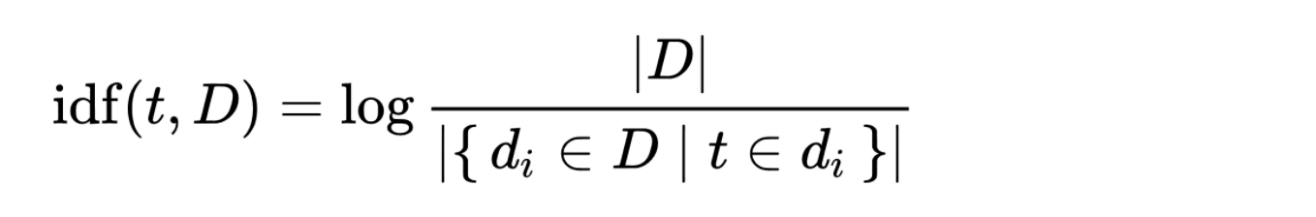 idf(t, D) = log |D| / |{ d_i ∈ D | t ∈ d_i }|